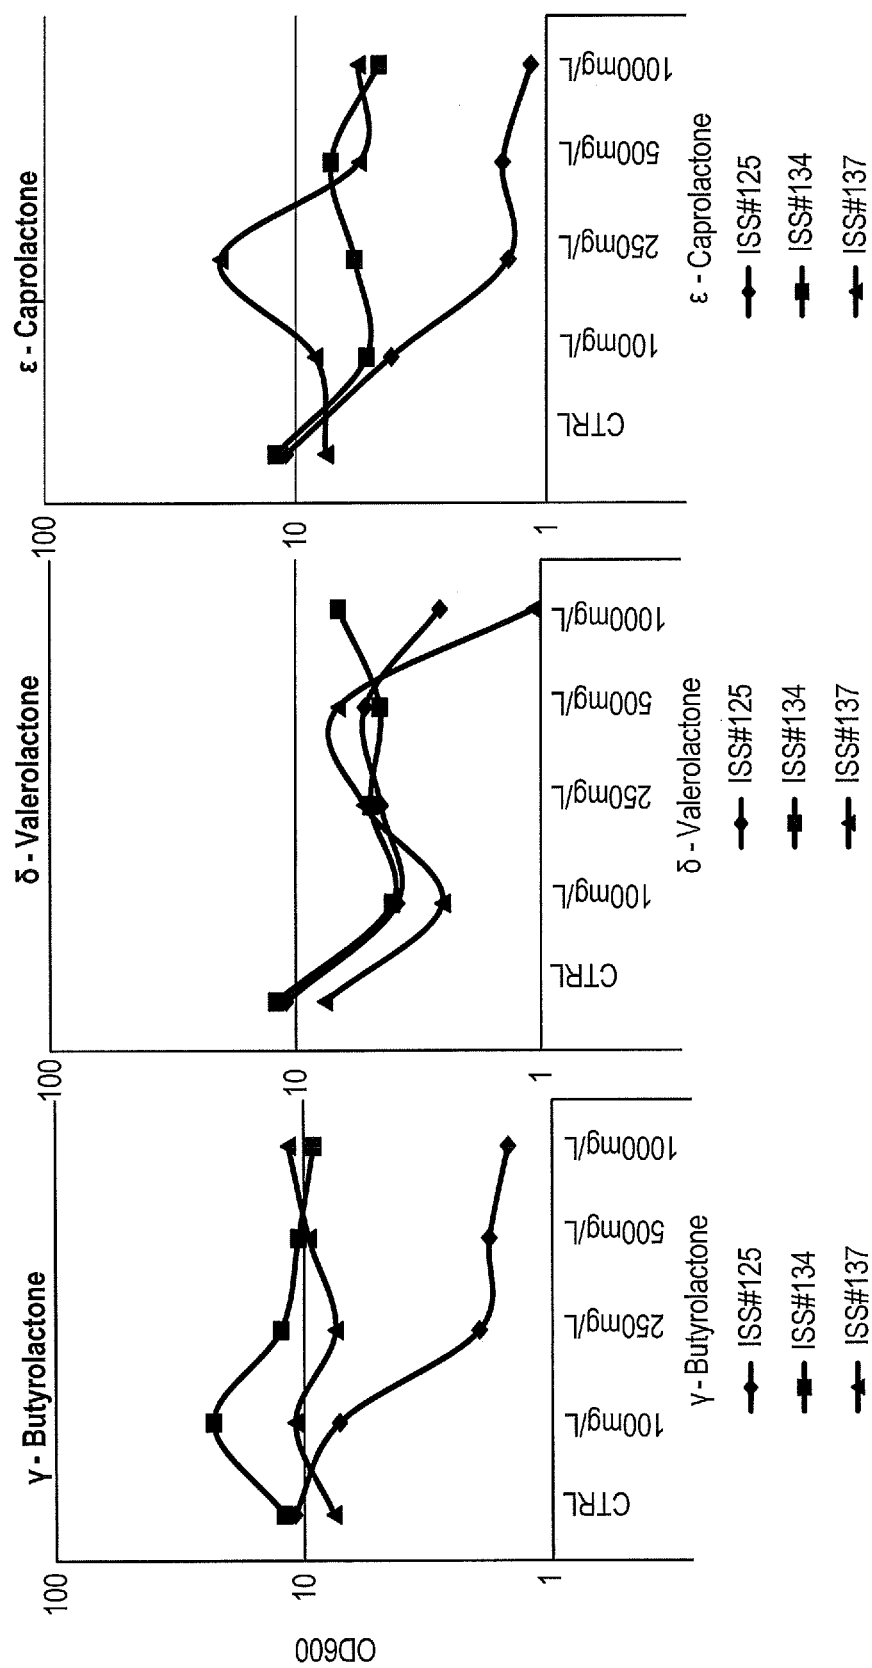 γ - Butyrolactone
OD600
100
10
1
CTRL
100mg/L
250mg/L
500mg/L
1000mg/L
γ - Butyrolactone
ISS#125
ISS#134
ISS#137
δ - Valerolactone
100
10
1
CTRL
100mg/L
250mg/L
500mg/L
1000mg/L
δ - Valerolactone
ISS#125
ISS#134
ISS#137
ε - Caprolactone
100
10
1
CTRL
100mg/L
250mg/L
500mg/L
1000mg/L
ε - Caprolactone
ISS#125
ISS#134
ISS#137